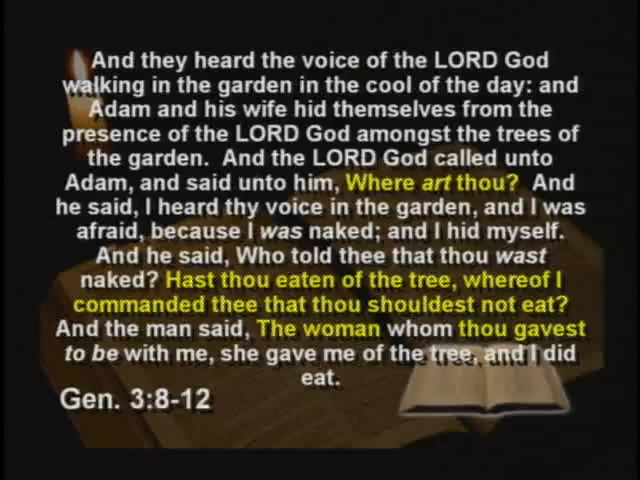 And they heard the voice of the LORD God
walking in the garden in the cool of the day: and
Adam and his wife hid themselves from the
presence of the LORD God amongst the trees of
the garden.  And the LORD God called unto
Adam, and said unto him, Where art thou?  And
he said, I heard thy voice in the garden, and I was
afraid, because I was naked; and I hid myself.
And he said, Who told thee that thou wast
naked? Hast thou eaten of the tree, whereof I
commanded thee that thou shouldest not eat?
And the man said, The woman whom thou gavest
to be with me, she gave me of the tree, and I did
eat.
Gen. 3:8-12